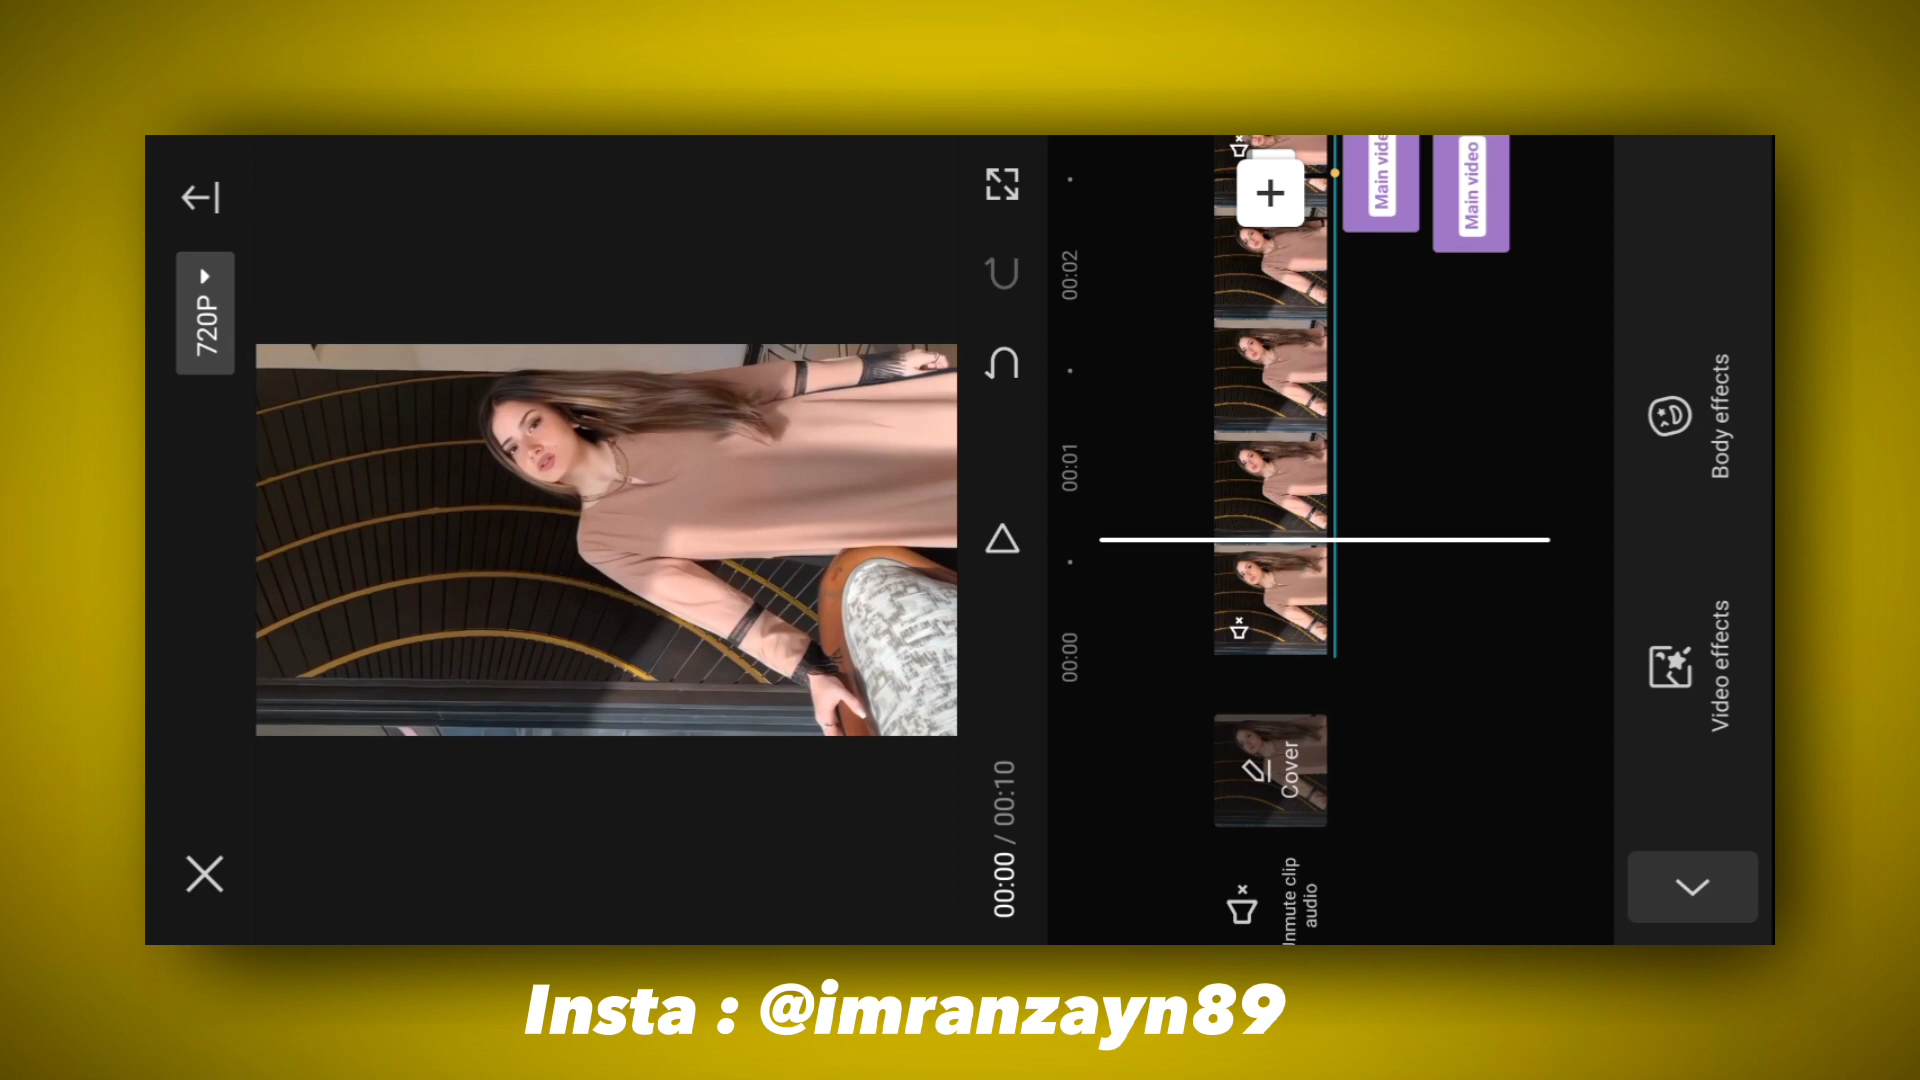 720P
00:00 / 00:10
00:00
00:01
00:02
Cover
Unmute clip
audio
Main vide
Main video
Video effects
Body effects
Insta : @imranzayn89